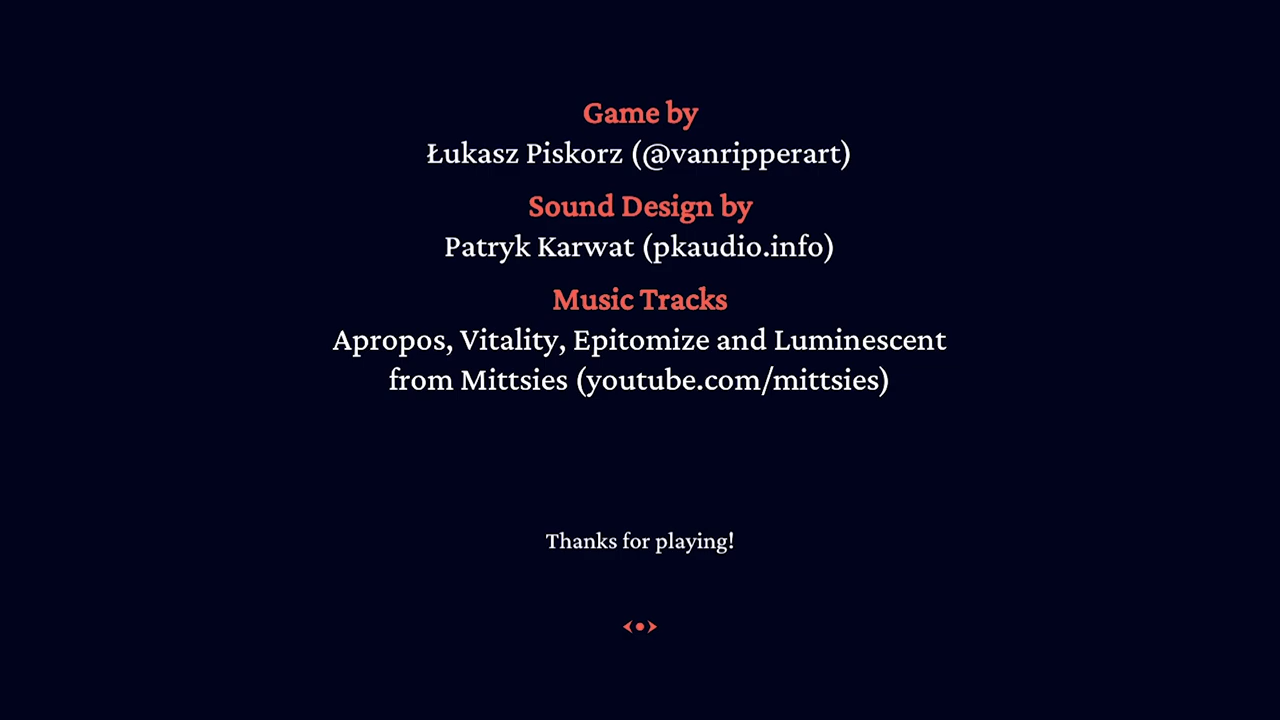 Game by
Łukasz Piskorz (@vanripperart)
Sound Design by
Patryk Karwat (pkaudio.info)
Music Tracks
Apropos, Vitality, Epitomize and Luminescent
from Mittsies (youtube.com/mittsies)
Thanks for playing!